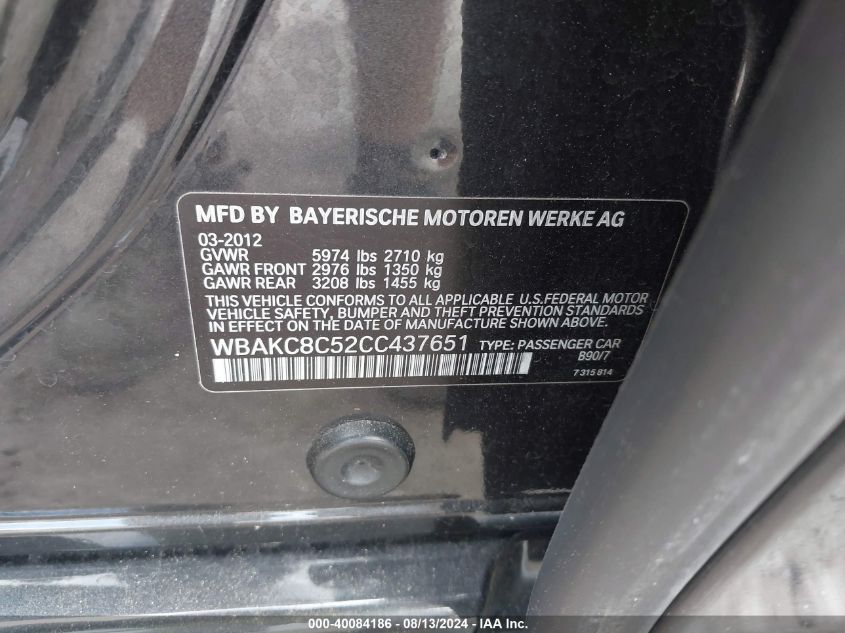 MFD BY BAYERISCHE MOTOREN WERKE AG
03-2012
GVWR 5974 lbs 2710 kg
GAWR FRONT 2976 lbs 1350 kg
GAWR REAR 3208 lbs 1455 kg
THIS VEHICLE CONFORMS TO ALL APPLICABLE U.S.FEDERAL MOTOR
VEHICLE SAFETY, BUMPER AND THEFT PREVENTION STANDARDS
IN EFFECT ON THE DATE OF MANUFACTURE SHOWN ABOVE.
WBAKC8C52CC437651 TYPE: PASSENGER CAR
B90/7
7 315 814
000-40084186 - 08/13/2024 - IAA Inc.